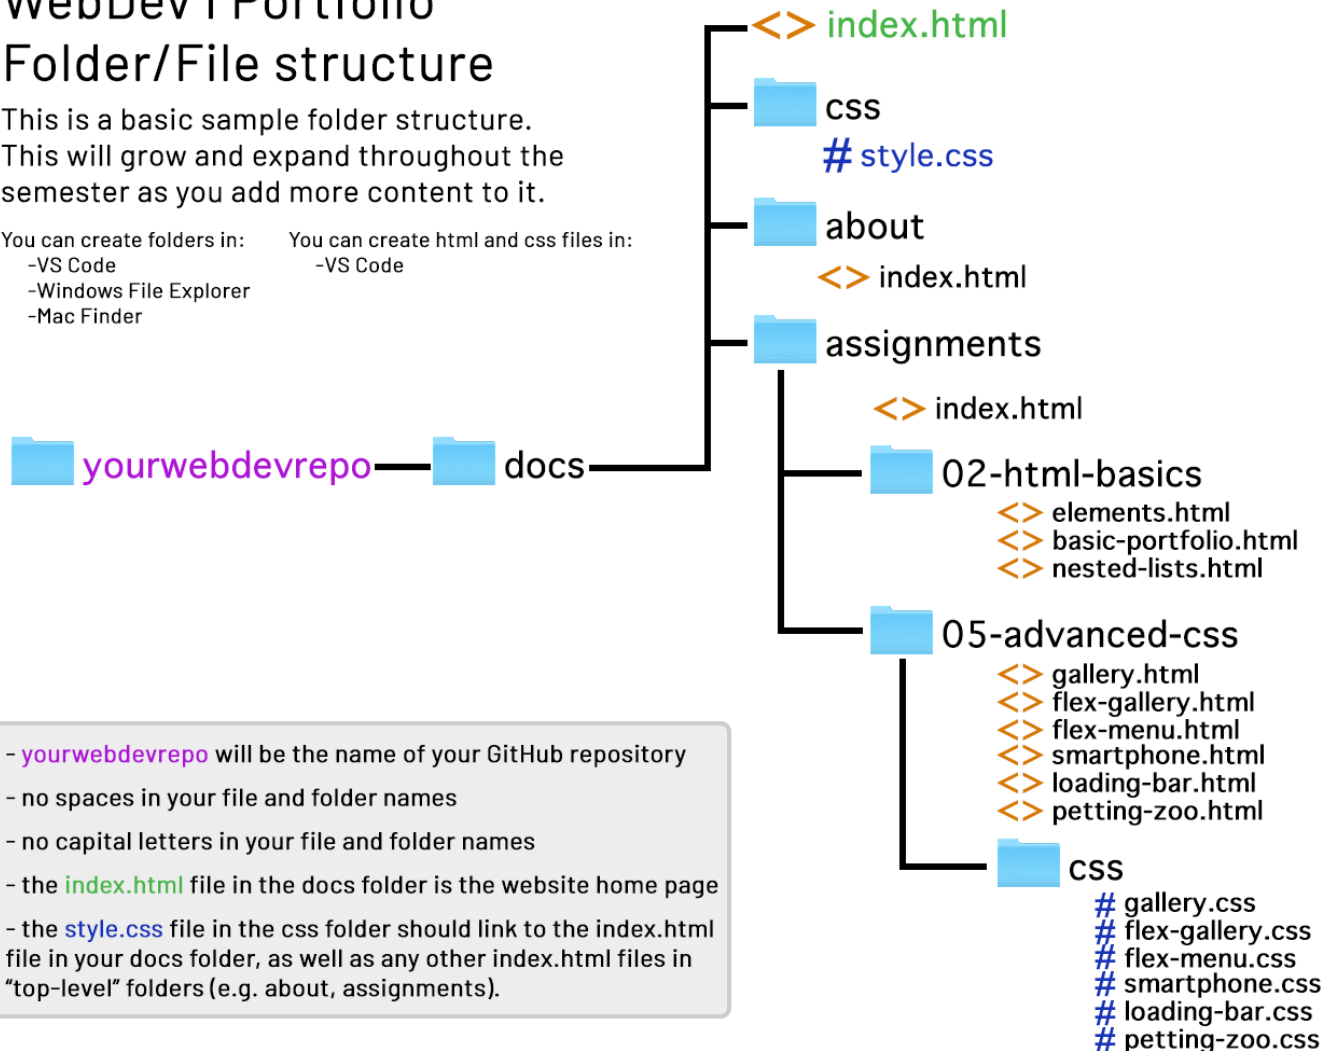 WebDev I Portfolio
Folder/File structure
This is a basic sample folder structure.
This will grow and expand throughout the
semester as you add more content to it.
You can create folders in:
-VS Code
-Windows File Explorer
-Mac Finder
You can create html and css files in:
-VS Code
<> index.html
css
# style.css
about
<> index.html
assignments
<> index.html
yourwebdevrepo
docs
02-html-basics
<> elements.html
<> basic-portfolio.html
<> nested-lists.html
05-advanced-css
<> gallery.html
<> flex-gallery.html
<> flex-menu.html
<> smartphone.html
<> loading-bar.html
<> petting-zoo.html
css
# gallery.css
# flex-gallery.css
# flex-menu.css
# smartphone.css
# loading-bar.css
# petting-zoo.css
- yourwebdevrepo will be the name of your GitHub repository
- no spaces in your file and folder names
- no capital letters in your file and folder names
- the index.html file in the docs folder is the website home page
- the style.css file in the css folder should link to the index.html
file in your docs folder, as well as any other index.html files in
“top-level” folders (e.g. about, assignments).